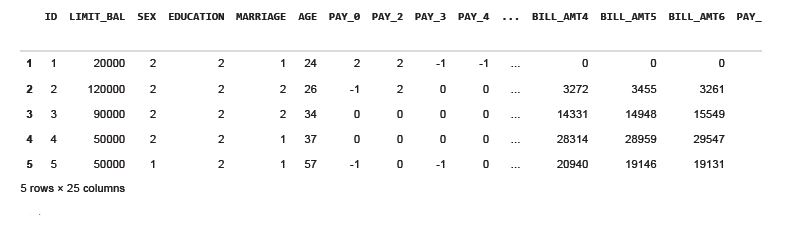 ID LIMIT_BAL SEX EDUCATION MARRIAGE AGE PAY_0 PAY_2 PAY_3 PAY_4 ... BILL_AMT4 BILL_AMT5 BILL_AMT6 PAY_
1 1 20000 2 2 1 24 2 2 -1 -1 ... 0 0 0
2 2 120000 2 2 2 26 -1 2 0 0 ... 3272 3455 3261
3 3 90000 2 2 2 34 0 0 0 0 ... 14331 14948 15549
4 4 50000 2 2 1 37 0 0 0 0 ... 28314 28959 29547
5 5 50000 1 2 1 57 -1 0 -1 0 ... 20940 19146 19131
5 rows × 25 columns